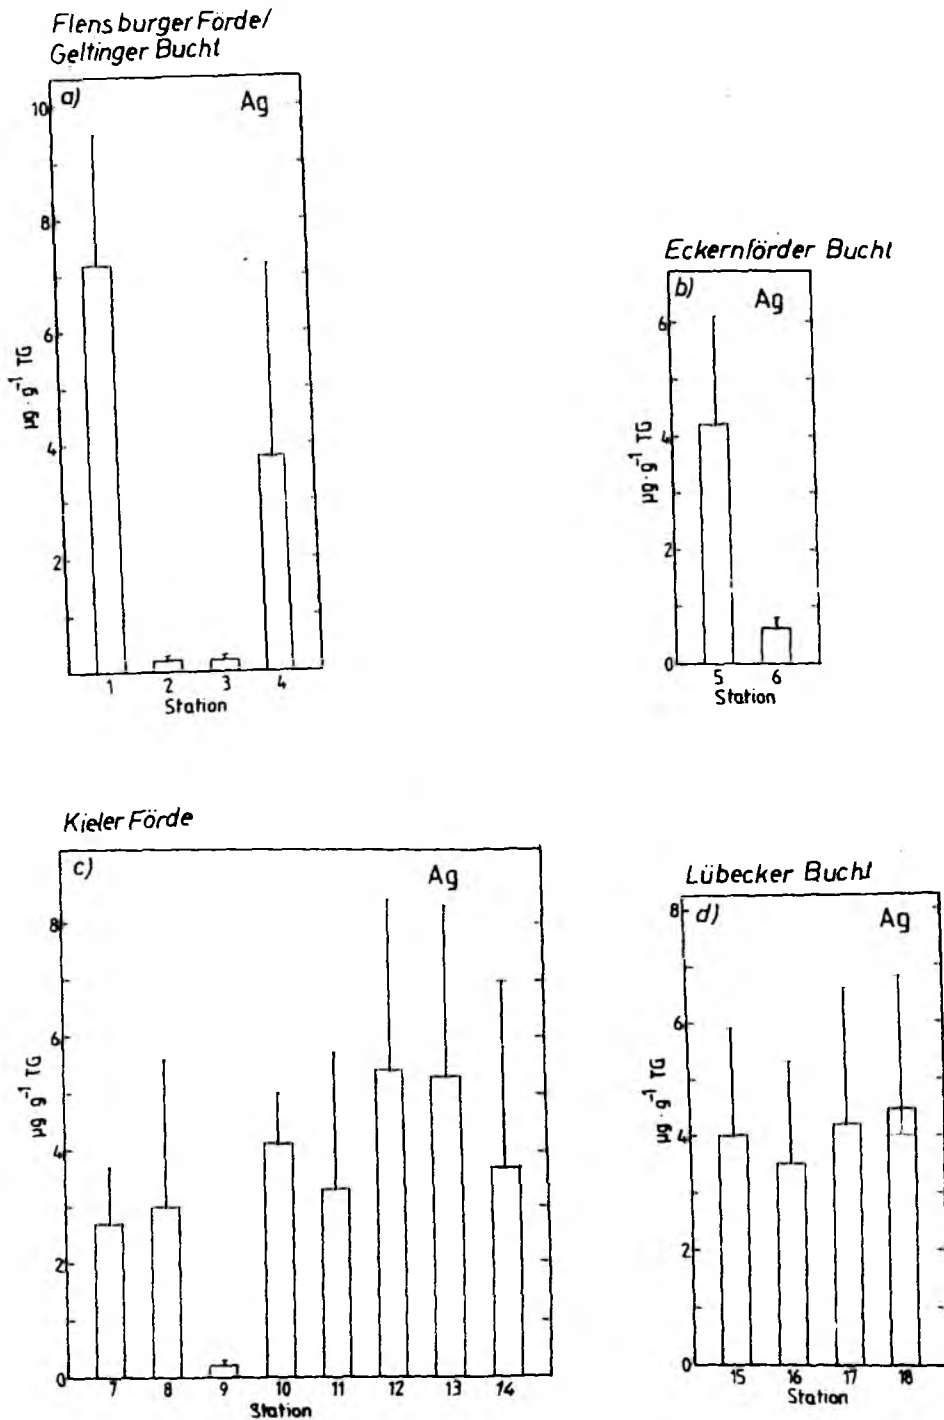 Flensburger Förde/
Geltinger Bucht
a)
Ag
10
8
6
4
2
µg · g⁻¹ TG
1 2 3 4
Station
Eckernförder Bucht
b)
Ag
6
4
2
0
µg · g⁻¹ TG
5 6
Station
Kieler Förde
c)
Ag
8
6
4
2
0
µg · g⁻¹ TG
7 8 9 10 11 12 13 14
Station
Lübecker Bucht
d)
Ag
8
6
4
2
0
µg · g⁻¹ TG
15 16 17 18
Station